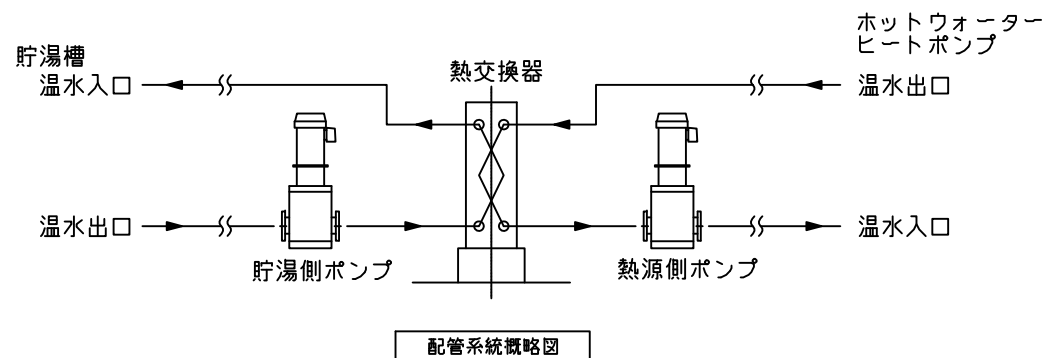 ホットウォーター
ヒートポンプ
貯湯槽
熱交換器
温水入口
温水出口
温水出口
温水入口
貯湯側ポンプ
熱源側ポンプ
配管系統概略図